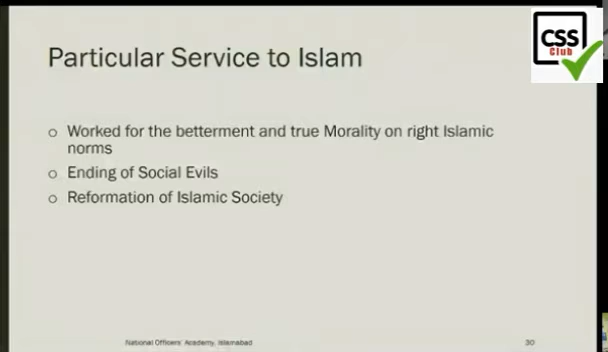 CSS
Club
Particular Service to Islam
Worked for the betterment and true Morality on right Islamic
norms
Ending of Social Evils
Reformation of Islamic Society
National Officers' Academy, Islamabad
30